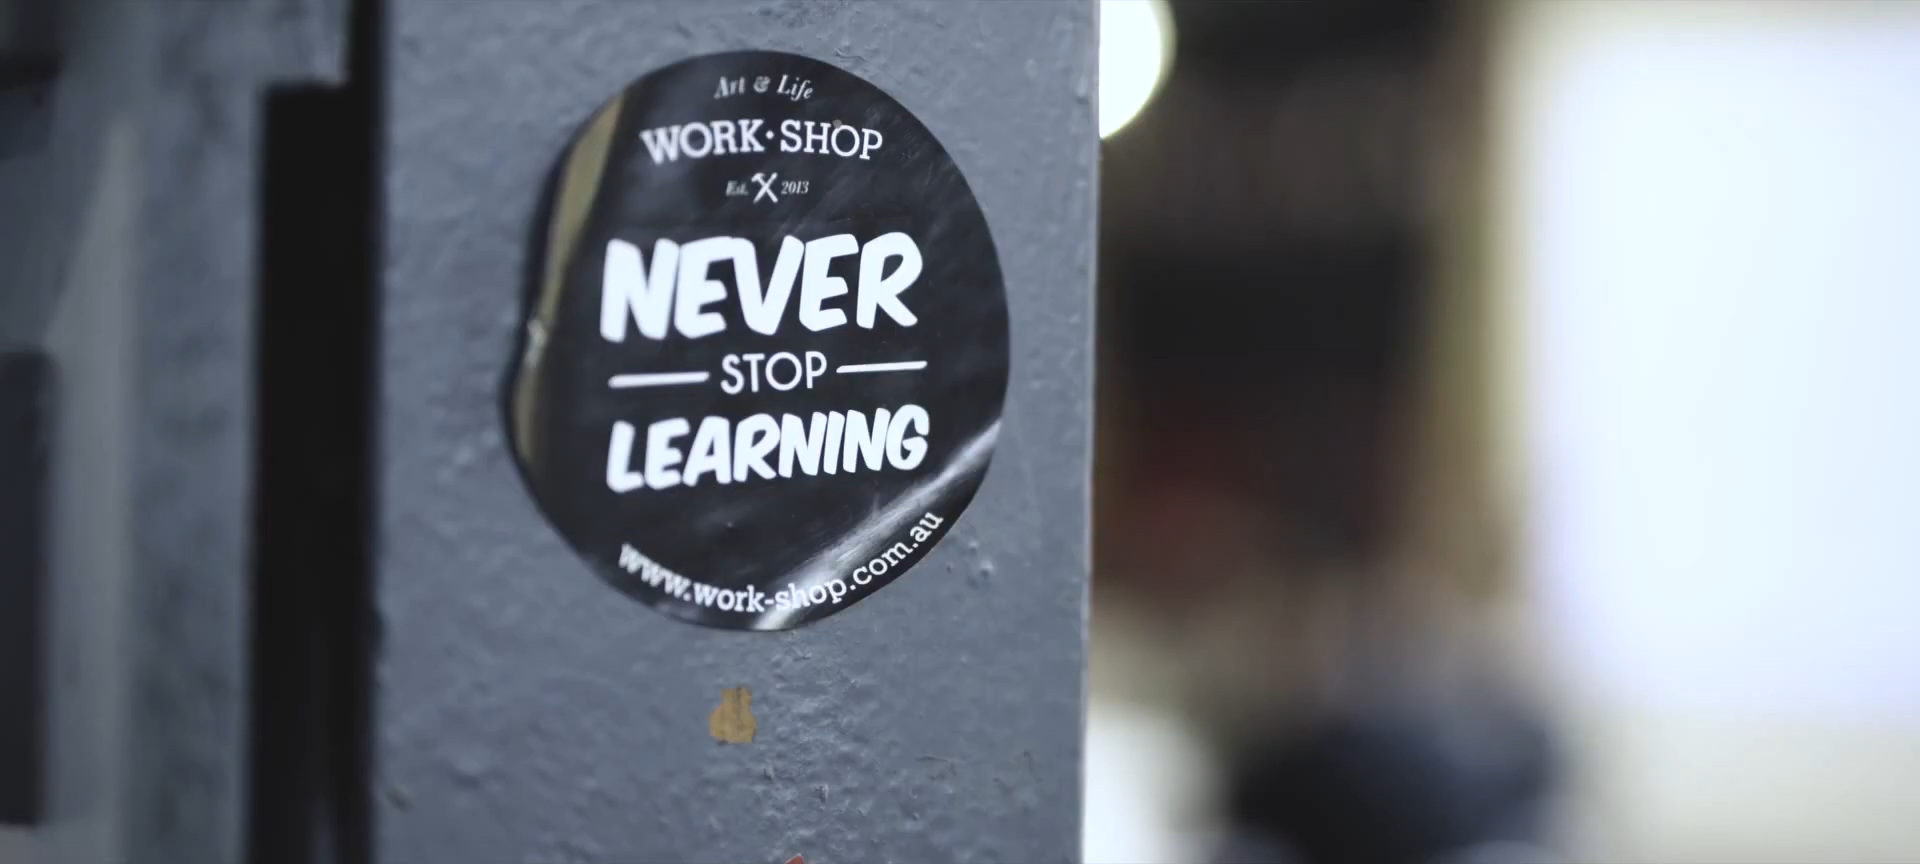 Art & Life
WORK·SHOP
Est. 2013
NEVER
STOP
LEARNING
www.work-shop.com.au